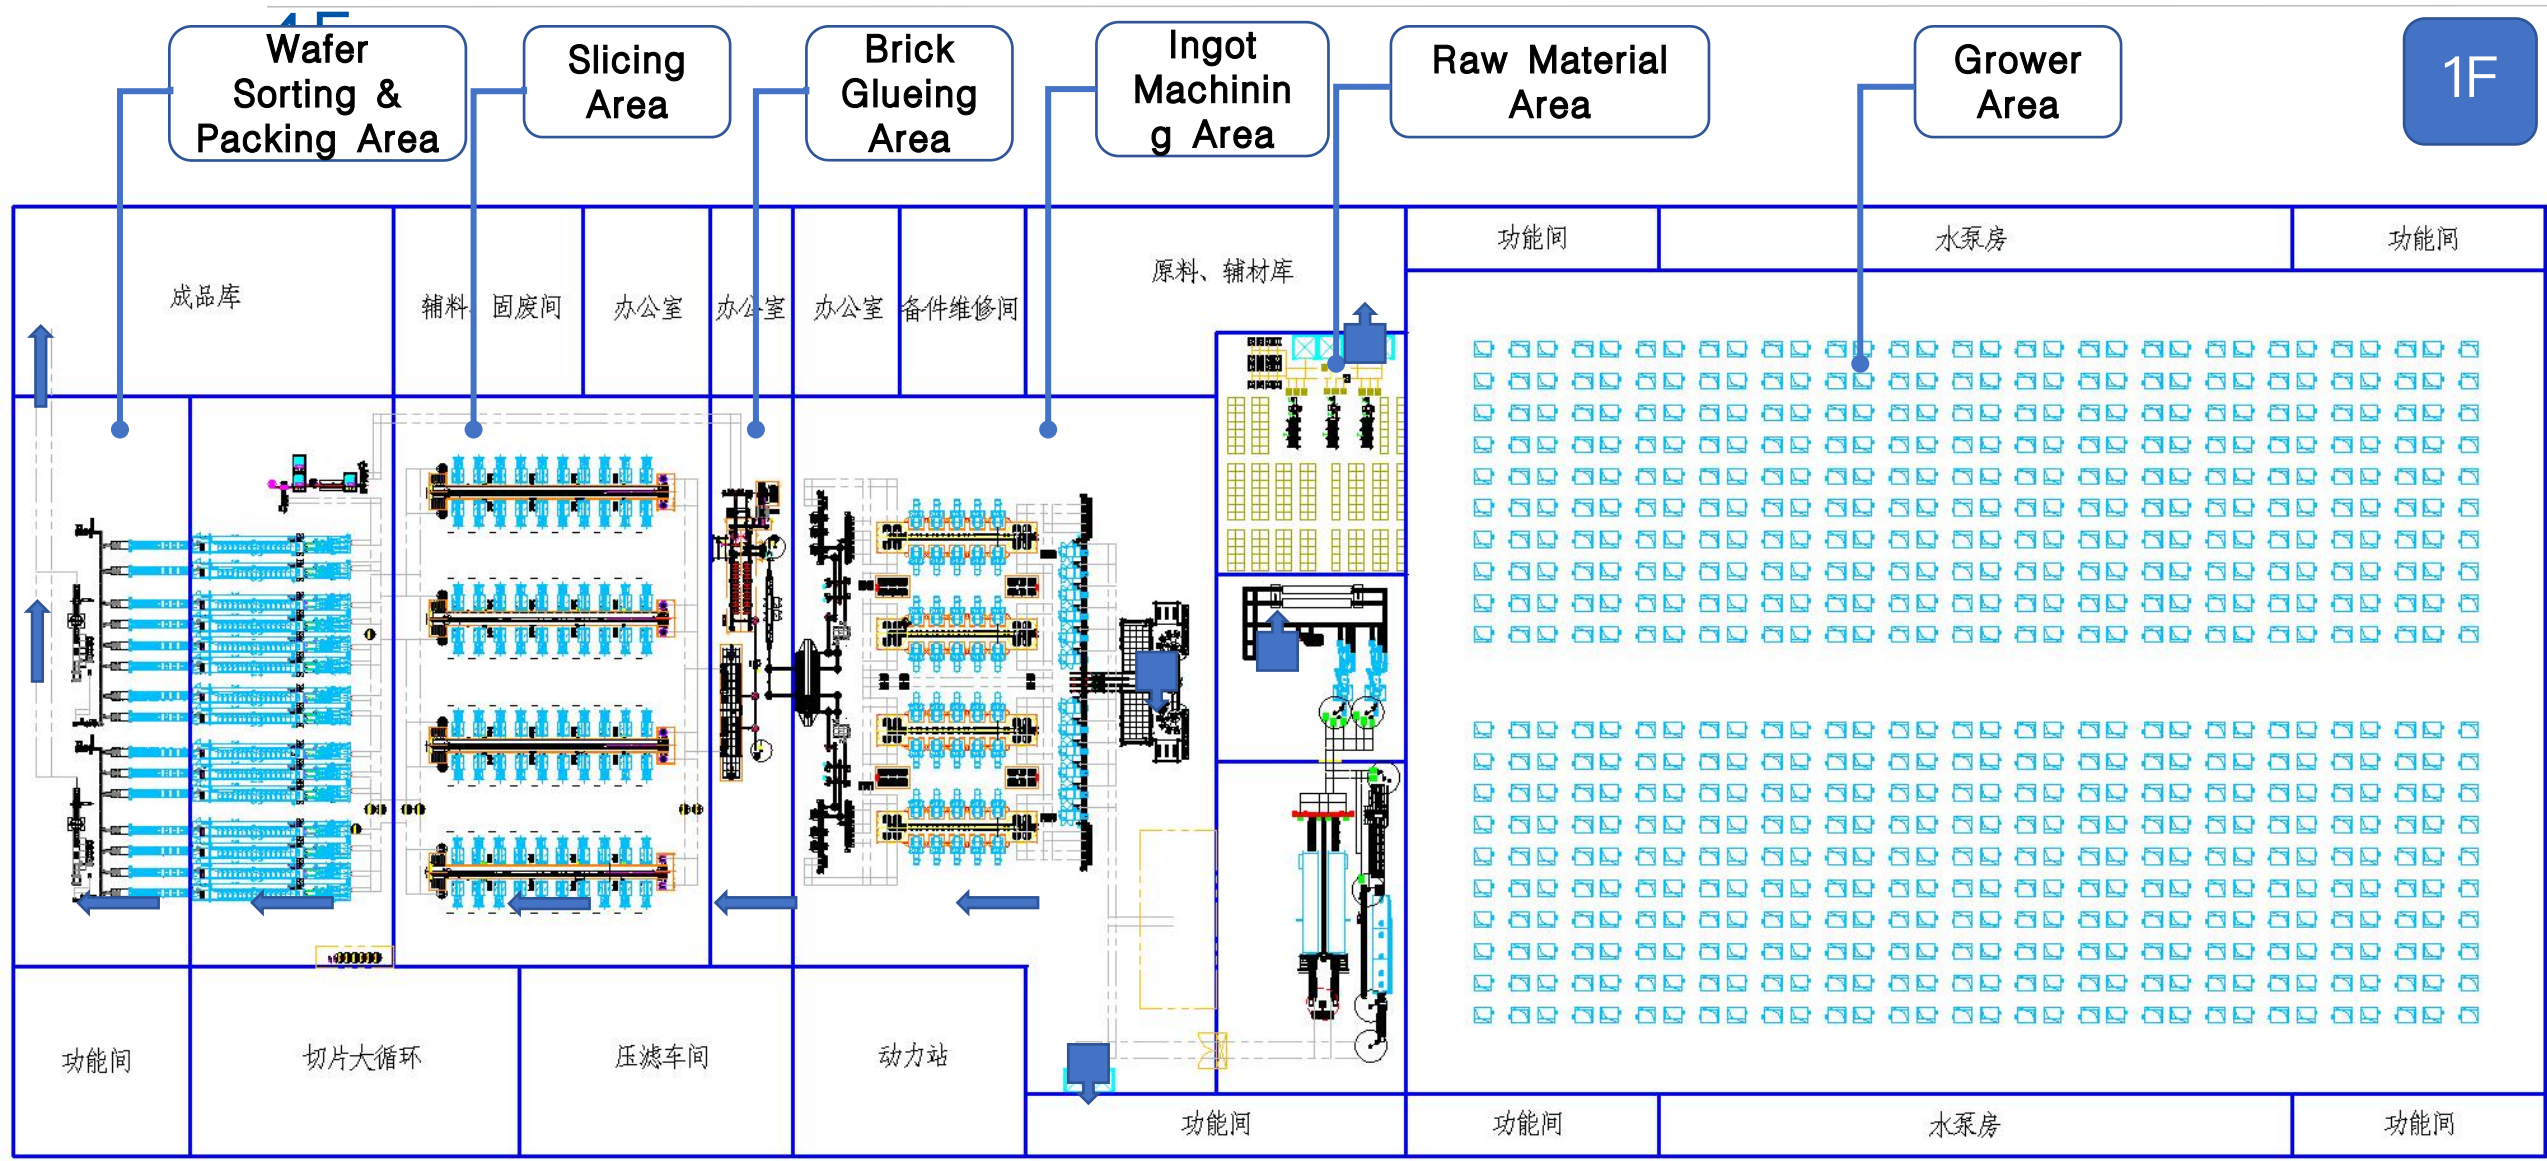 Wafer
Sorting & 
Packing Area
Slicing
Area
Brick
Glueing
Area
Ingot
Machinin
g Area
Raw Material
Area
Grower
Area
1F
1F
功能间
水泵房
功能间
成品库
辅料、固废间
办公室
办公室
办公室
备件维修间
原料、辅材库
功能间
切片大循环
压滤车间
动力站
功能间
功能间
水泵房
功能间